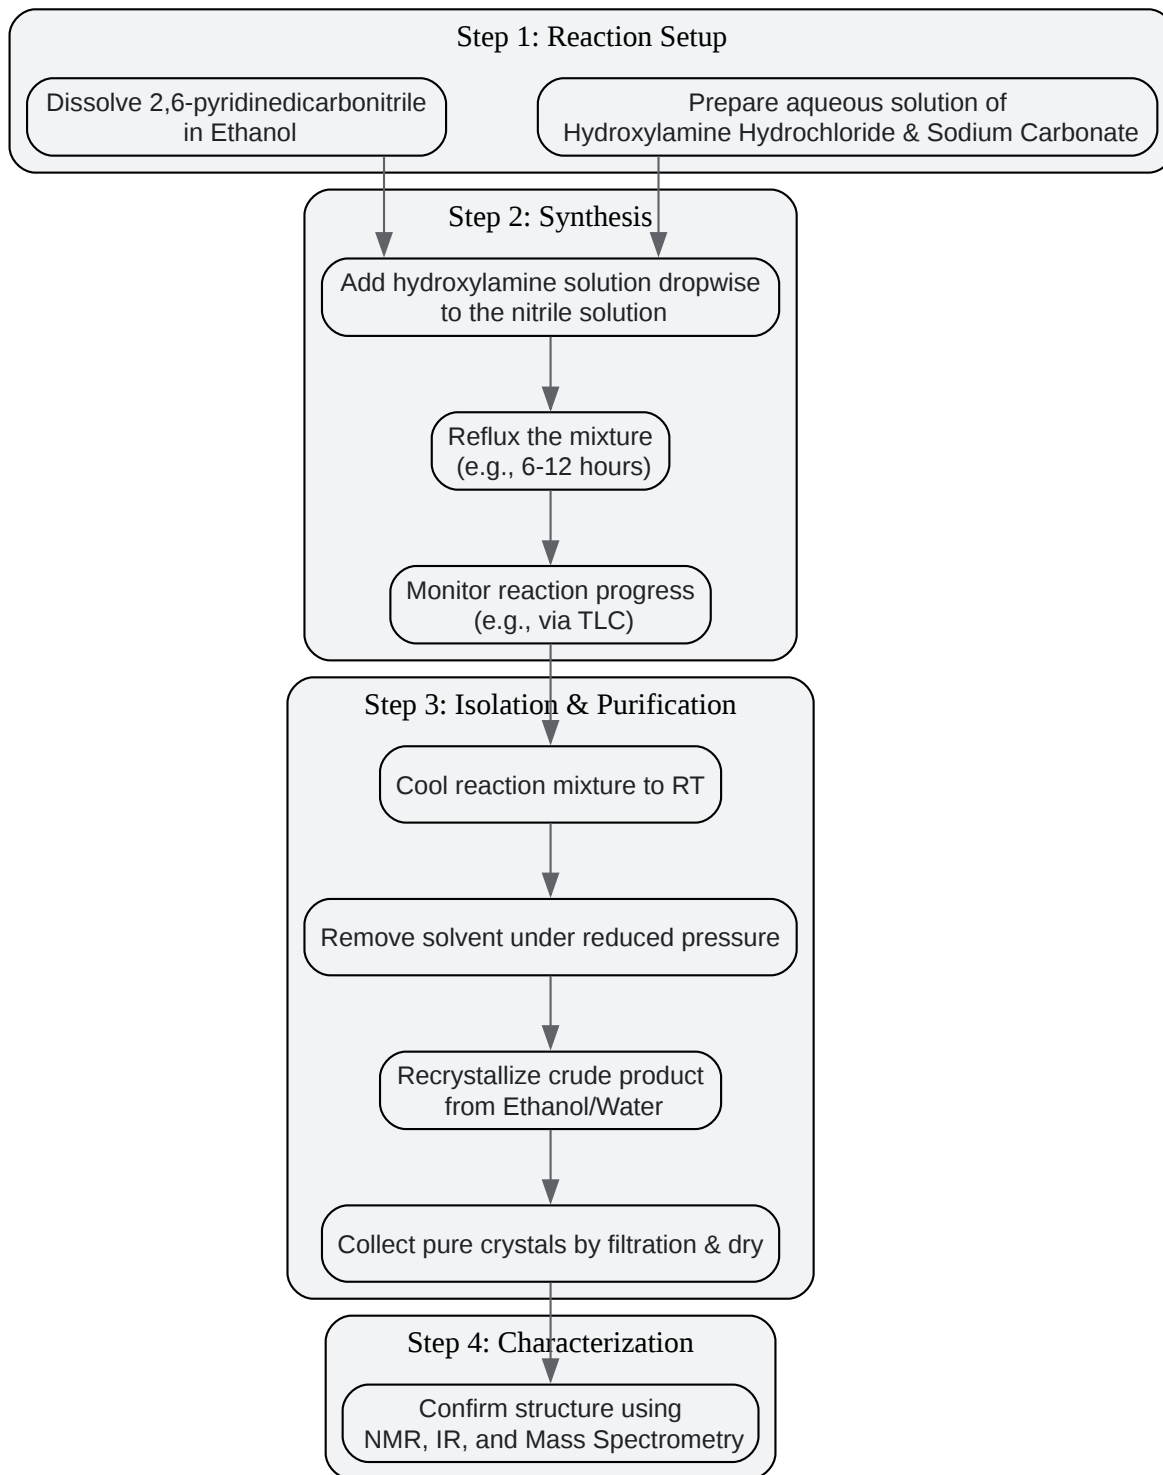 Step 1: Reaction Setup
Dissolve 2,6-pyridinedicarbonitrile
in Ethanol
Prepare aqueous solution of
Hydroxylamine Hydrochloride & Sodium Carbonate
Step 2: Synthesis
Add hydroxylamine solution dropwise
to the nitrile solution
Reflux the mixture
(e.g., 6-12 hours)
Monitor reaction progress
(e.g., via TLC)
Step 3: Isolation & Purification
Cool reaction mixture to RT
Remove solvent under reduced pressure
Recrystallize crude product
from Ethanol/Water
Collect pure crystals by filtration & dry
Step 4: Characterization
Confirm structure using
NMR, IR, and Mass Spectrometry